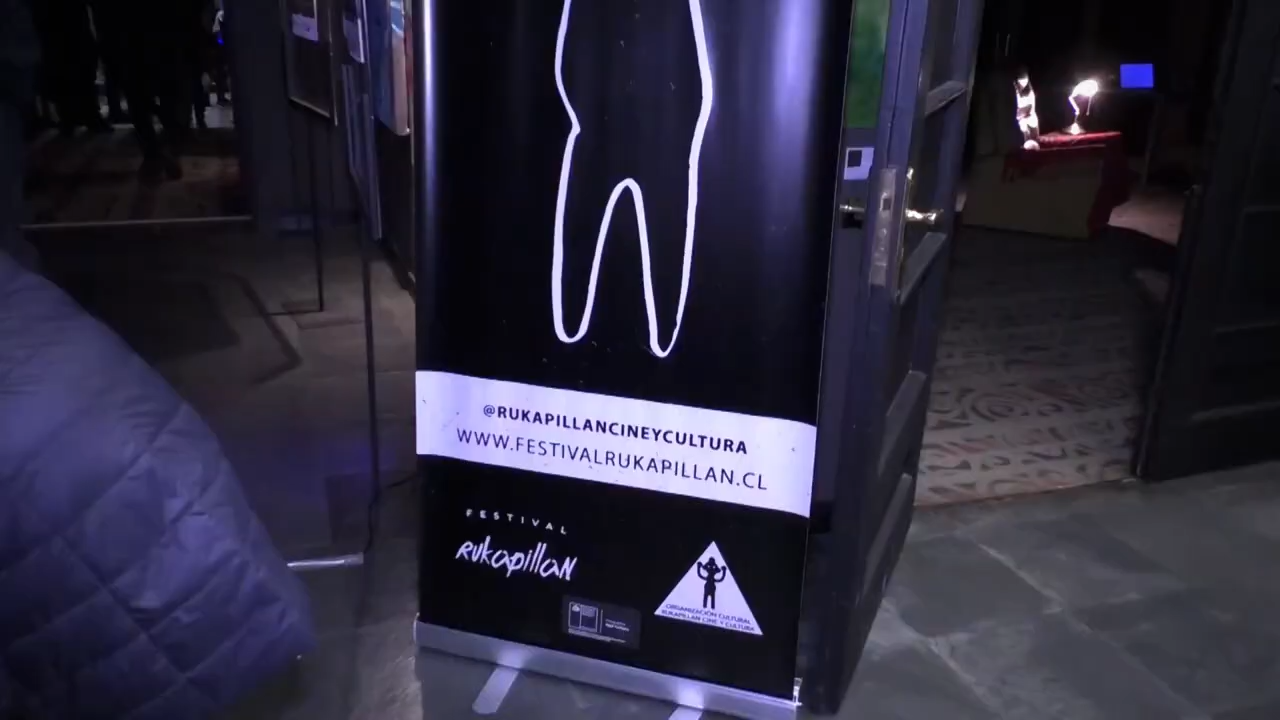 @RUKAPILLANCINEYCULTURA
WWW.FESTIVALRUKAPILLAN.CL
FESTIVAL
RUKAPILLAN
ORGANIZACIÓN CULTURAL
RUKAPILLAN CINE Y CULTURA